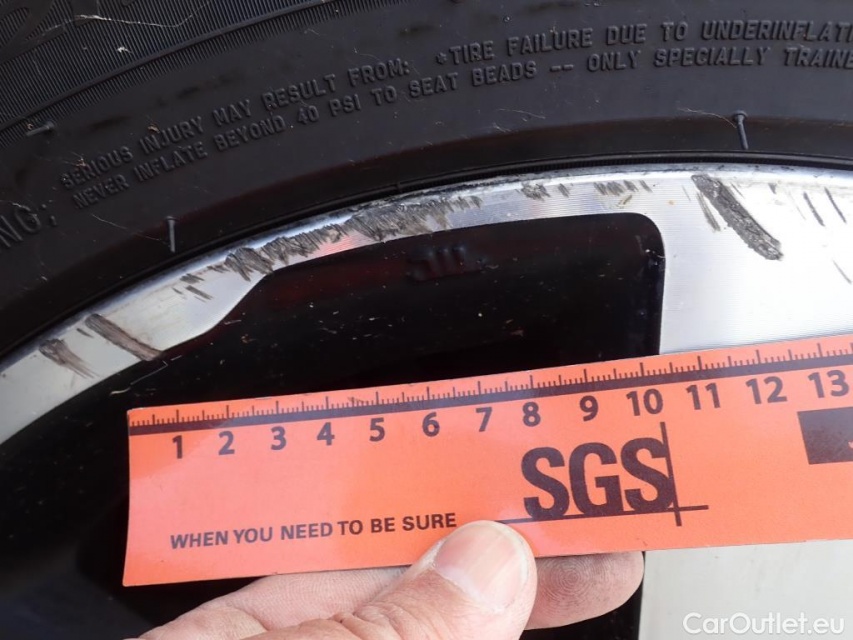 NG:
SERIOUS INJURY MAY RESULT FROM: *TIRE FAILURE DUE TO UNDERINFLATI
NEVER INFLATE BEYOND 40 PSI TO SEAT BEADS -- ONLY SPECIALLY TRAINE
1 2 3 4 5 6 7 8 9 10 11 12 13
SGS
WHEN YOU NEED TO BE SURE
CarOutlet.eu